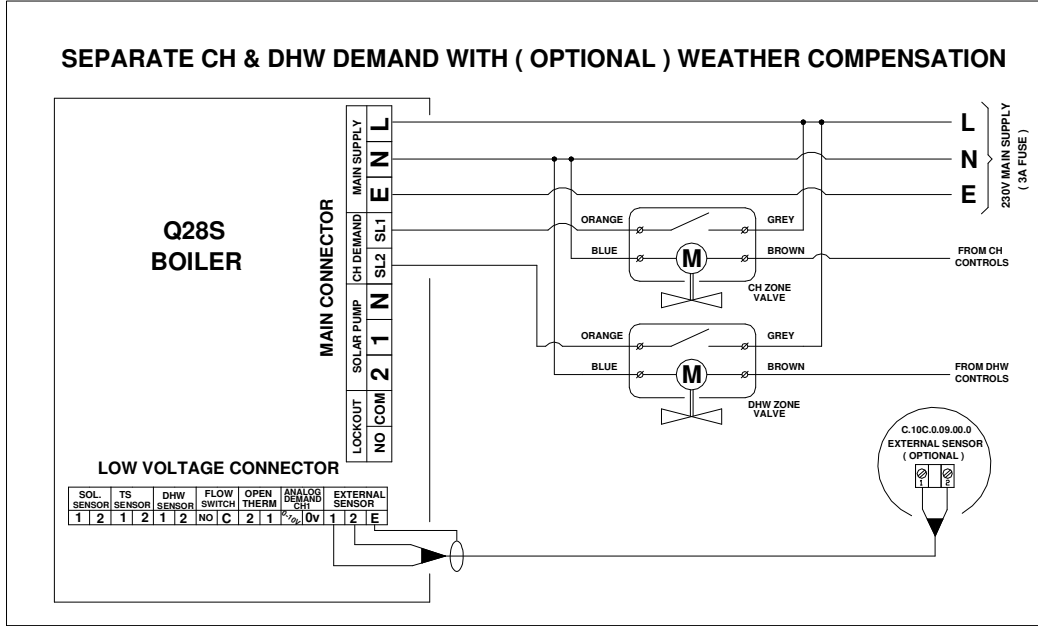 SEPARATE CH & DHW DEMAND WITH ( OPTIONAL ) WEATHER COMPENSATION
Q28S
BOILER
MAIN CONNECTOR
MAIN SUPPLY
L
N
E
CH DEMAND
SL1
SL2
SOLAR PUMP
N
1
2
LOCKOUT
COM
NO
L
N
E
230V MAIN SUPPLY
( 3A FUSE )
ORANGE
GREY
BLUE
M
BROWN
CH ZONE
VALVE
FROM CH
CONTROLS
ORANGE
GREY
BLUE
M
BROWN
DHW ZONE
VALVE
FROM DHW
CONTROLS
C.10C.0.09.00.0
EXTERNAL SENSOR
( OPTIONAL )
1 2
LOW VOLTAGE CONNECTOR
SOL. SENSOR
TS SENSOR
DHW SENSOR
FLOW SWITCH
OPEN THERM
ANALOG DEMAND CH1
EXTERNAL SENSOR
1 2 1 2 1 2 NO C 2 1 0-10V 0v 1 2 E